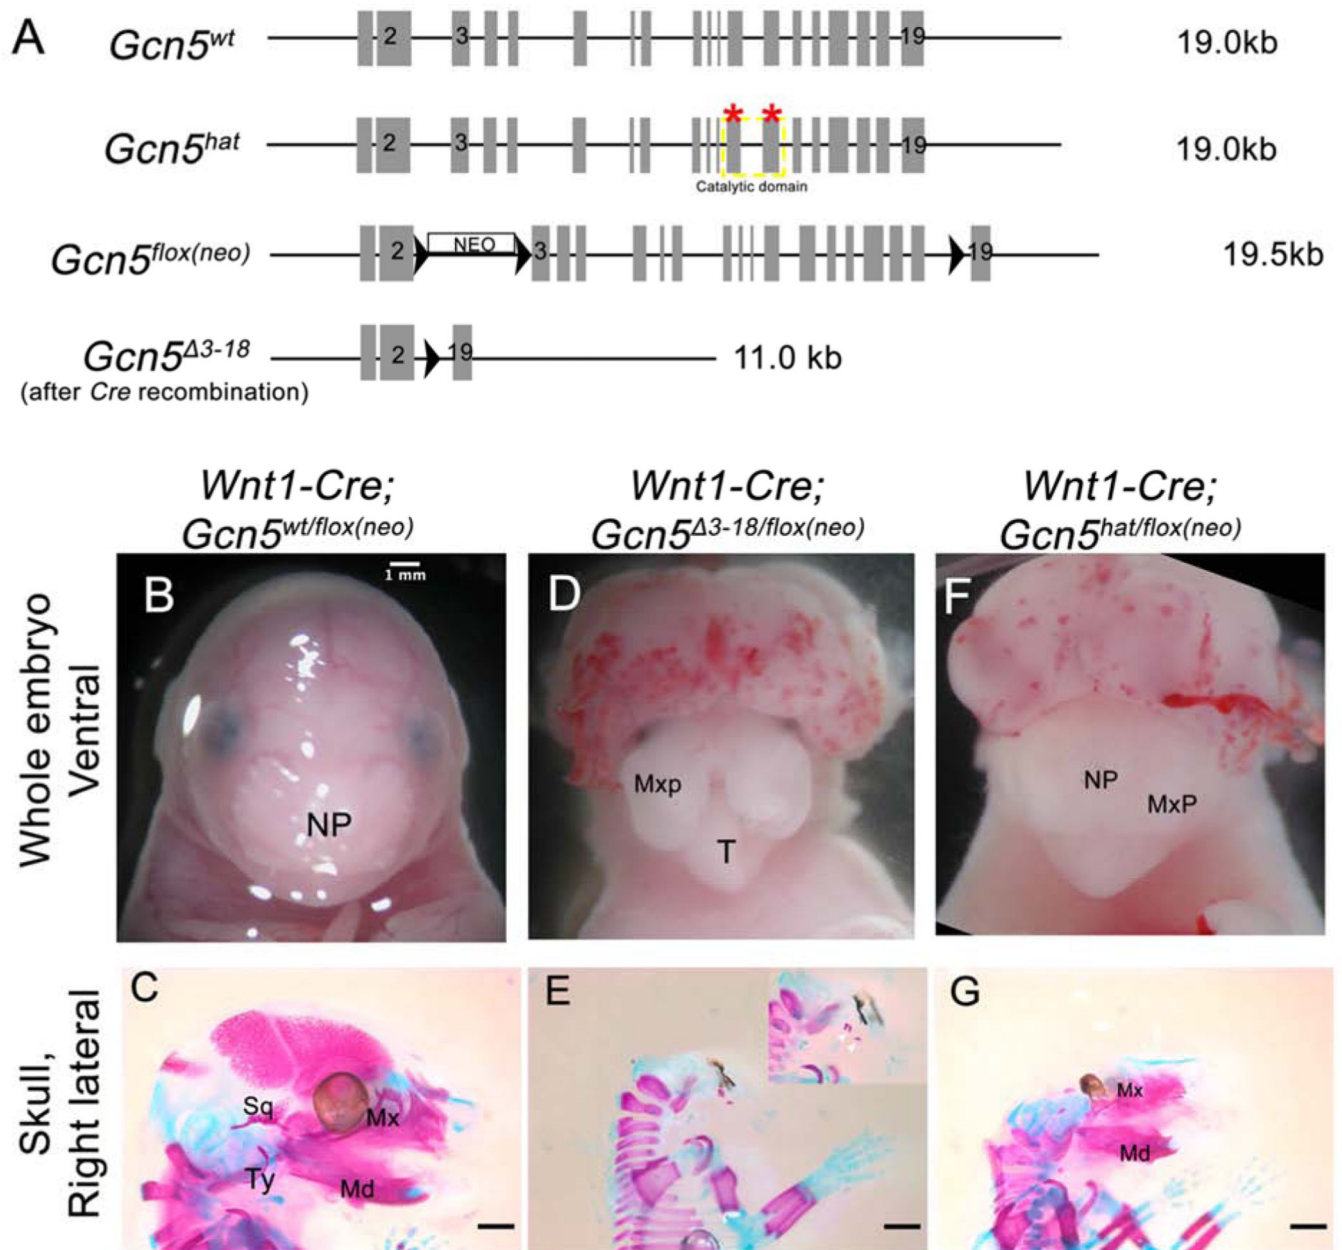 A
Gcn5wt
2
3
19
19.0kb
Gcn5hat
2
3
* *
19
19.0kb
Catalytic domain
Gcn5flox(neo)
2
NEO
3
19
19.5kb
Gcn5Δ3-18
2
19
11.0 kb
(after Cre recombination)
Wnt1-Cre;
Gcn5wt/flox(neo)
Wnt1-Cre;
Gcn5Δ3-18/flox(neo)
Wnt1-Cre;
Gcn5hat/flox(neo)
Whole embryo
Ventral
B
1 mm
NP
D
Mxp
T
F
NP
MxP
Skull,
Right lateral
C
Sq
Mx
Ty
Md
E
G
Mx
Md